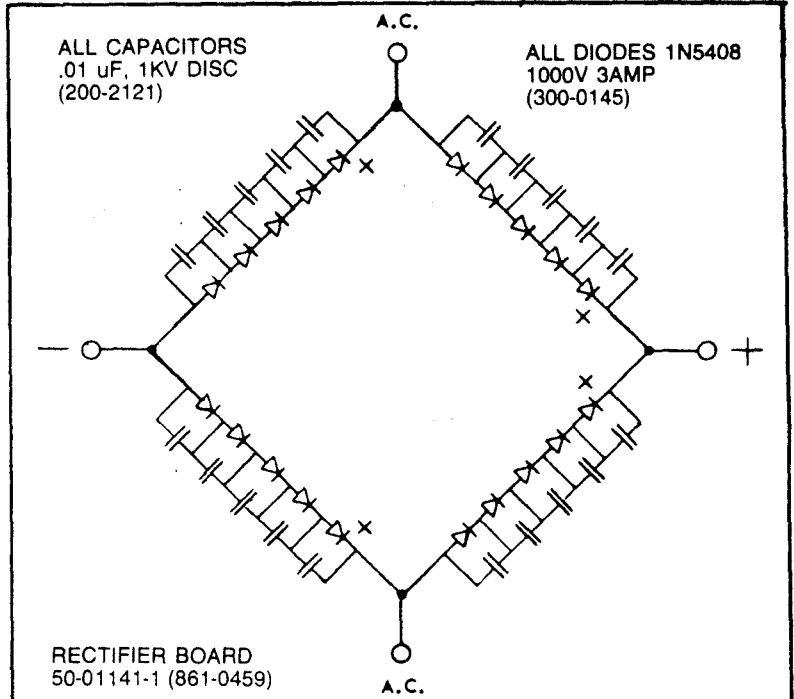 A.C.
ALL CAPACITORS
.01 uF, 1KV DISC
(200-2121)
ALL DIODES 1N5408
1000V 3AMP
(300-0145)
×
×
×
×
— +
RECTIFIER BOARD
50-01141-1 (861-0459)
A.C.